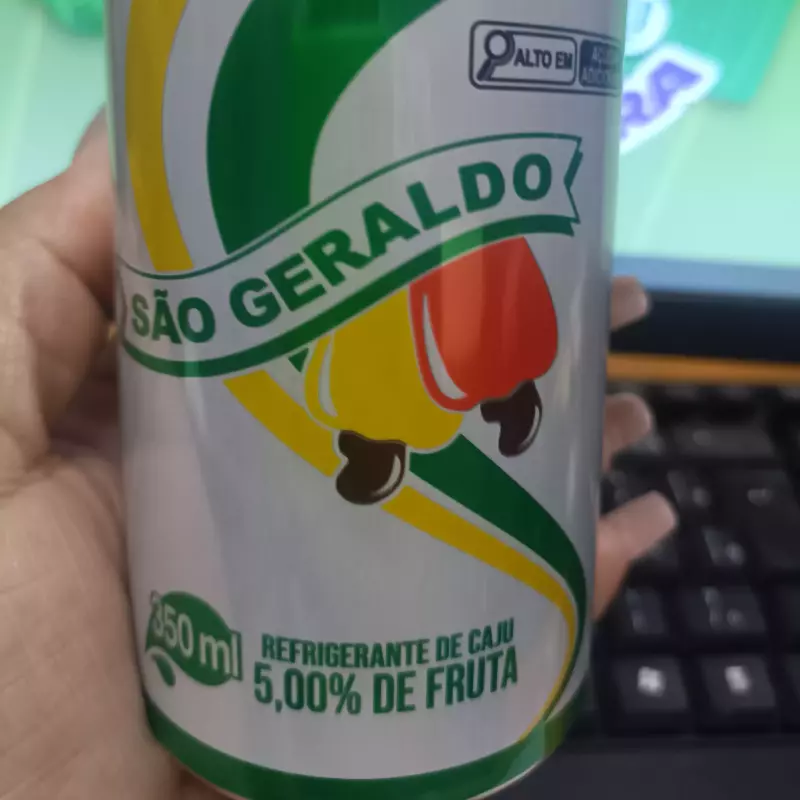 ALTO EM
SÃO GERALDO
350 ml
REFRIGERANTE DE CAJU
5,00% DE FRUTA